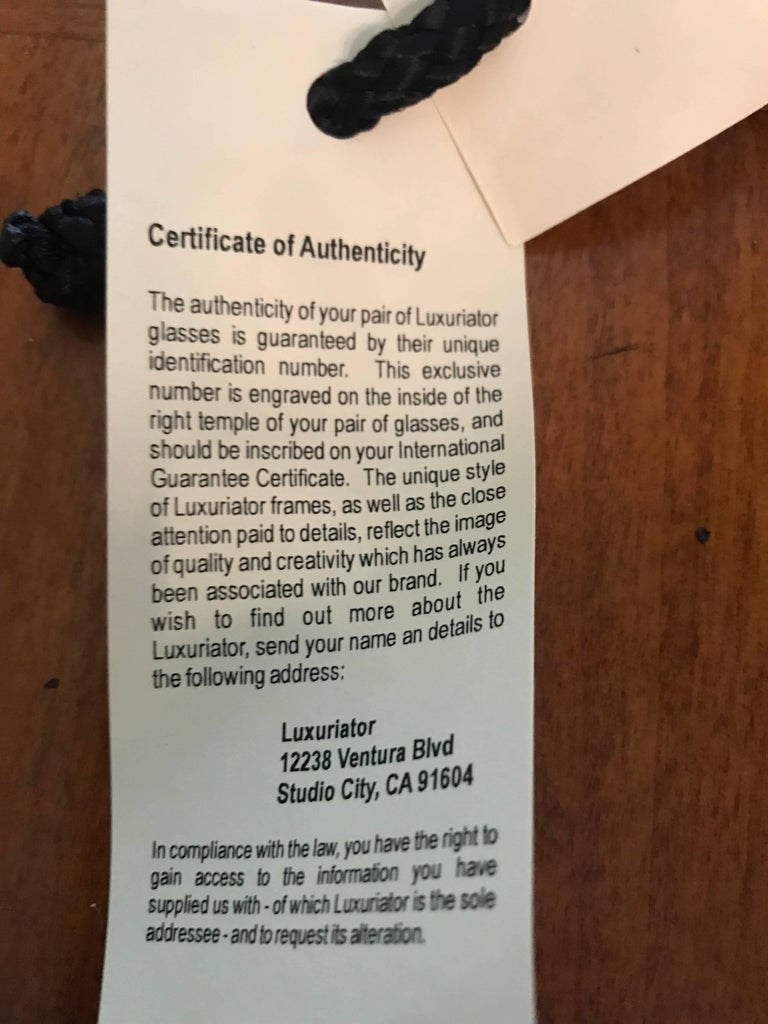 Certificate of Authenticity
The authenticity of your pair of Luxuriator
glasses is guaranteed by their unique
identification number. This exclusive
number is engraved on the inside of the
right temple of your pair of glasses, and
should be inscribed on your International
Guarantee Certificate. The unique style
of Luxuriator frames, as well as the close
attention paid to details, reflect the image
of quality and creativity which has always
been associated with our brand. If you
wish to find out more about the
Luxuriator, send your name an details to
the following address:
Luxuriator
12238 Ventura Blvd
Studio City, CA 91604
In compliance with the law, you have the right to
gain access to the information you have
supplied us with - of which Luxuriator is the sole
addressee - and to request its alteration.